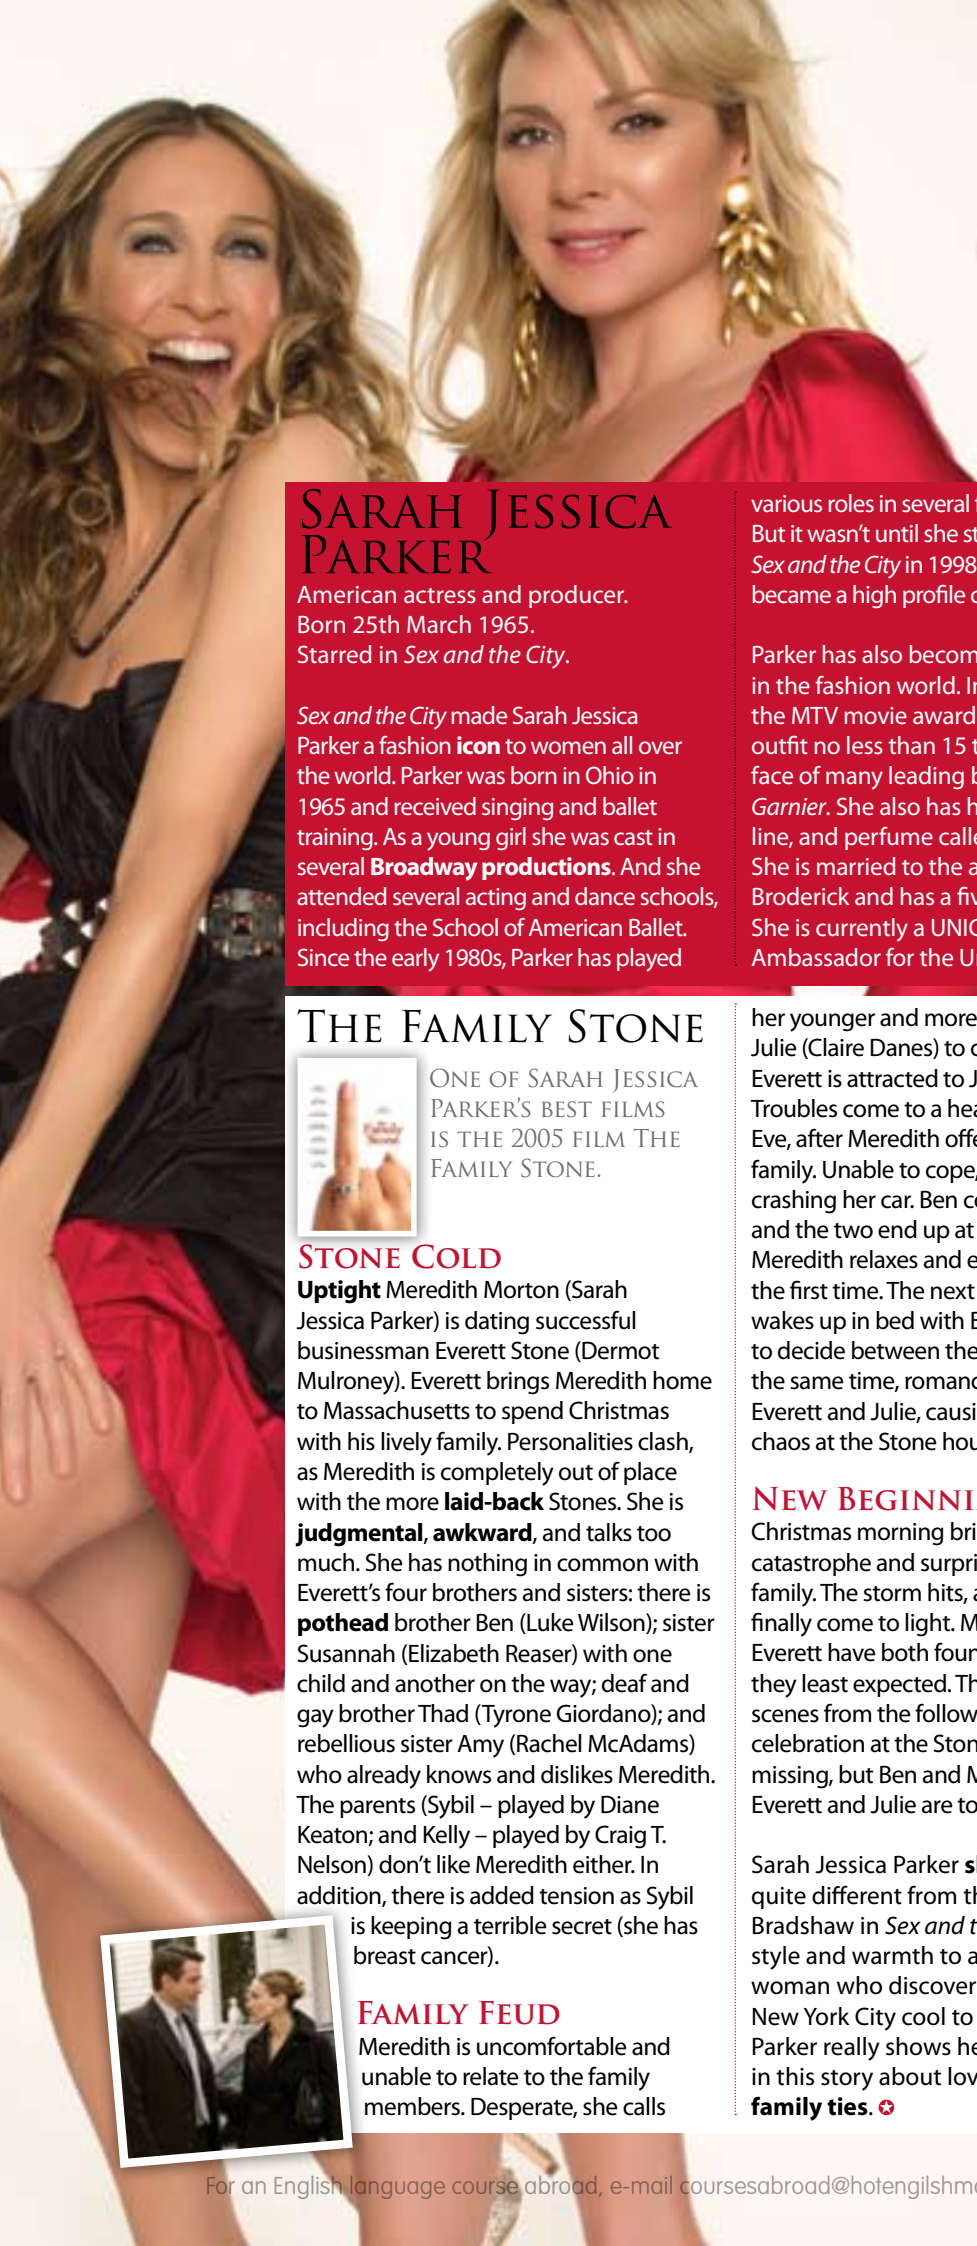 SARAH JESSICA
PARKER
American actress and producer.
Born 25th March 1965.
Starred in Sex and the City.
Sex and the City made Sarah Jessica
Parker a fashion icon to women all over
the world. Parker was born in Ohio in
1965 and received singing and ballet
training. As a young girl she was cast in
several Broadway productions. And she
attended several acting and dance schools,
including the School of American Ballet.
Since the early 1980s, Parker has played
various roles in several
But it wasn't until she
Sex and the City in 1998
became a high profile
Parker has also
in the fashion world.
the MTV movie
outfit no less than 15
face of many leading
Garnier. She also has
line, and perfume
She is married to the
Broderick and has a
She is currently a
Ambassador for the
THE FAMILY STONE
ONE OF SARAH JESSICA
PARKER'S BEST FILMS
IS THE 2005 FILM THE
FAMILY STONE.
Family
Stone
STONE COLD
Uptight Meredith Morton (Sarah
Jessica Parker) is dating successful
businessman Everett Stone (Dermot
Mulroney). Everett brings Meredith home
to Massachusetts to spend Christmas
with his lively family. Personalities clash,
as Meredith is completely out of place
with the more laid-back Stones. She is
judgmental, awkward, and talks too
much. She has nothing in common with
Everett's four brothers and sisters: there is
pothead brother Ben (Luke Wilson); sister
Susannah (Elizabeth Reaser) with one
child and another on the way; deaf and
gay brother Thad (Tyrone Giordano); and
rebellious sister Amy (Rachel McAdams)
who already knows and dislikes Meredith.
The parents (Sybil – played by Diane
Keaton; and Kelly – played by Craig T.
Nelson) don't like Meredith either. In
addition, there is added tension as Sybil
is keeping a terrible secret (she has
breast cancer).
FAMILY FEUD
Meredith is uncomfortable and
unable to relate to the family
members. Desperate, she calls
her younger and more
Julie (Claire Danes) to
Everett is attracted to
Troubles come to a
Eve, after Meredith
family. Unable to cope,
crashing her car. Ben
and the two end up at
Meredith relaxes and
the first time. The next
wakes up in bed with
to decide between
the same time,
Everett and Julie,
chaos at the Stone
NEW
Christmas morning
catastrophe and
family. The storm hits,
finally come to light.
Everett have both
they least expected.
scenes from the
celebration at the
missing, but Ben and
Everett and Julie are
Sarah Jessica Parker
quite different from
Bradshaw in Sex and
style and warmth to
woman who
New York City cool to
Parker really shows
in this story about
family ties.
For an English language course abroad, e-mail coursesabroad@hotengilshm